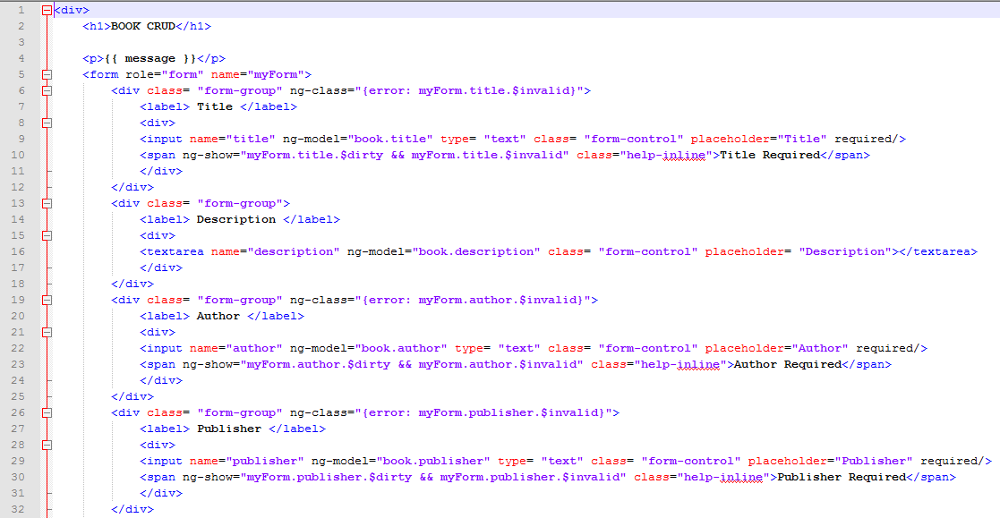 1 <div>
2 <h1>BOOK CRUD</h1>
3
4 <p>{{ message }}</p>
5 <form role="form" name="myForm">
6 <div class= "form-group" ng-class="{error: myForm.title.$invalid}">
7 <label> Title </label>
8 <div>
9 <input name="title" ng-model="book.title" type= "text" class= "form-control" placeholder="Title" required/>
10 <span ng-show="myForm.title.$dirty && myForm.title.$invalid" class="help-inline">Title Required</span>
11 </div>
12 </div>
13 <div class= "form-group">
14 <label> Description </label>
15 <div>
16 <textarea name="description" ng-model="book.description" class= "form-control" placeholder= "Description"></textarea>
17 </div>
18 </div>
19 <div class= "form-group" ng-class="{error: myForm.author.$invalid}">
20 <label> Author </label>
21 <div>
22 <input name="author" ng-model="book.author" type= "text" class= "form-control" placeholder="Author" required/>
23 <span ng-show="myForm.author.$dirty && myForm.author.$invalid" class="help-inline">Author Required</span>
24 </div>
25 </div>
26 <div class= "form-group" ng-class="{error: myForm.publisher.$invalid}">
27 <label> Publisher </label>
28 <div>
29 <input name="publisher" ng-model="book.publisher" type= "text" class= "form-control" placeholder="Publisher" required/>
30 <span ng-show="myForm.publisher.$dirty && myForm.publisher.$invalid" class="help-inline">Publisher Required</span>
31 </div>
32 </div>